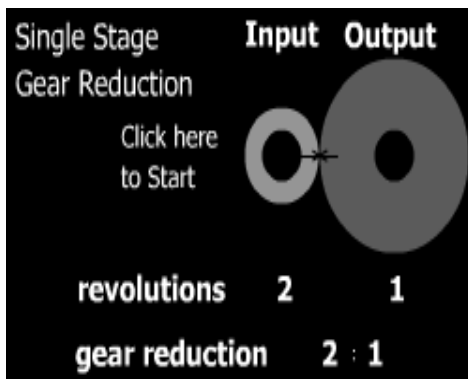 Single Stage
Gear Reduction
Input Output
Click here
to Start
revolutions 2 1
gear reduction 2 : 1